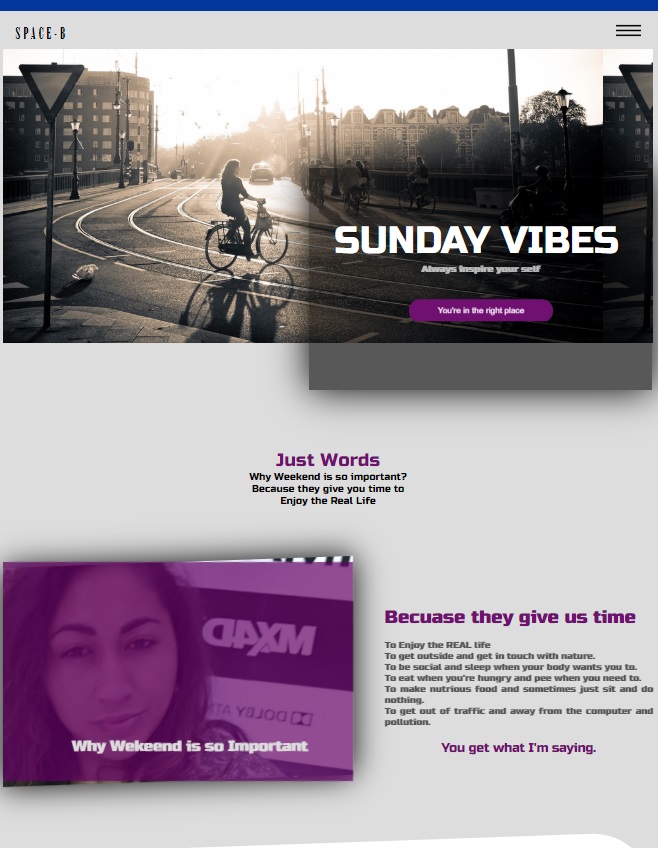 SPACE-B
SUNDAY VIBES
Always Inspire your self
You're in the right place
Just Words
Why Weekend is so important?
Because they give you time to
Enjoy the Real Life
MX4D
DOLBY AT
Why Wekeend is so Important
Becuase they give us time
To Enjoy the REAL life
To get outside and get in touch with nature.
To be social and sleep when your body wants you to.
To eat when you're hungry and pee when you need to.
To make nutrious food and sometimes just sit and do
nothing.
To get out of traffic and away from the computer and
pollution.
You get what I'm saying.